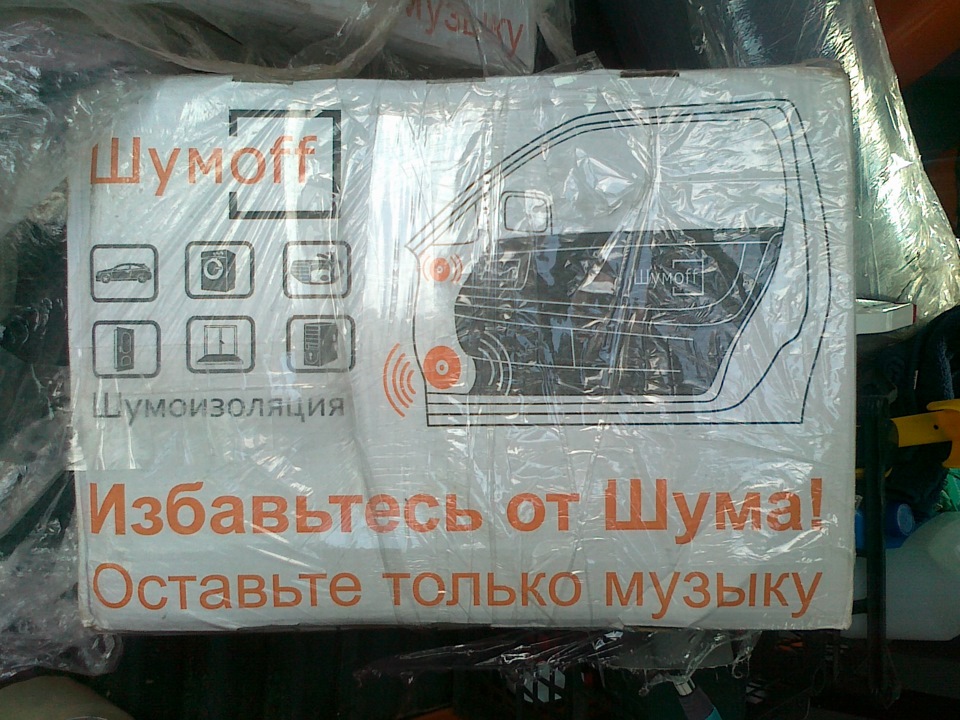 музыку
Шумoff
Шумoff
Шумоизоляция
Избавьтесь от Шума!
Оставьте только музыку